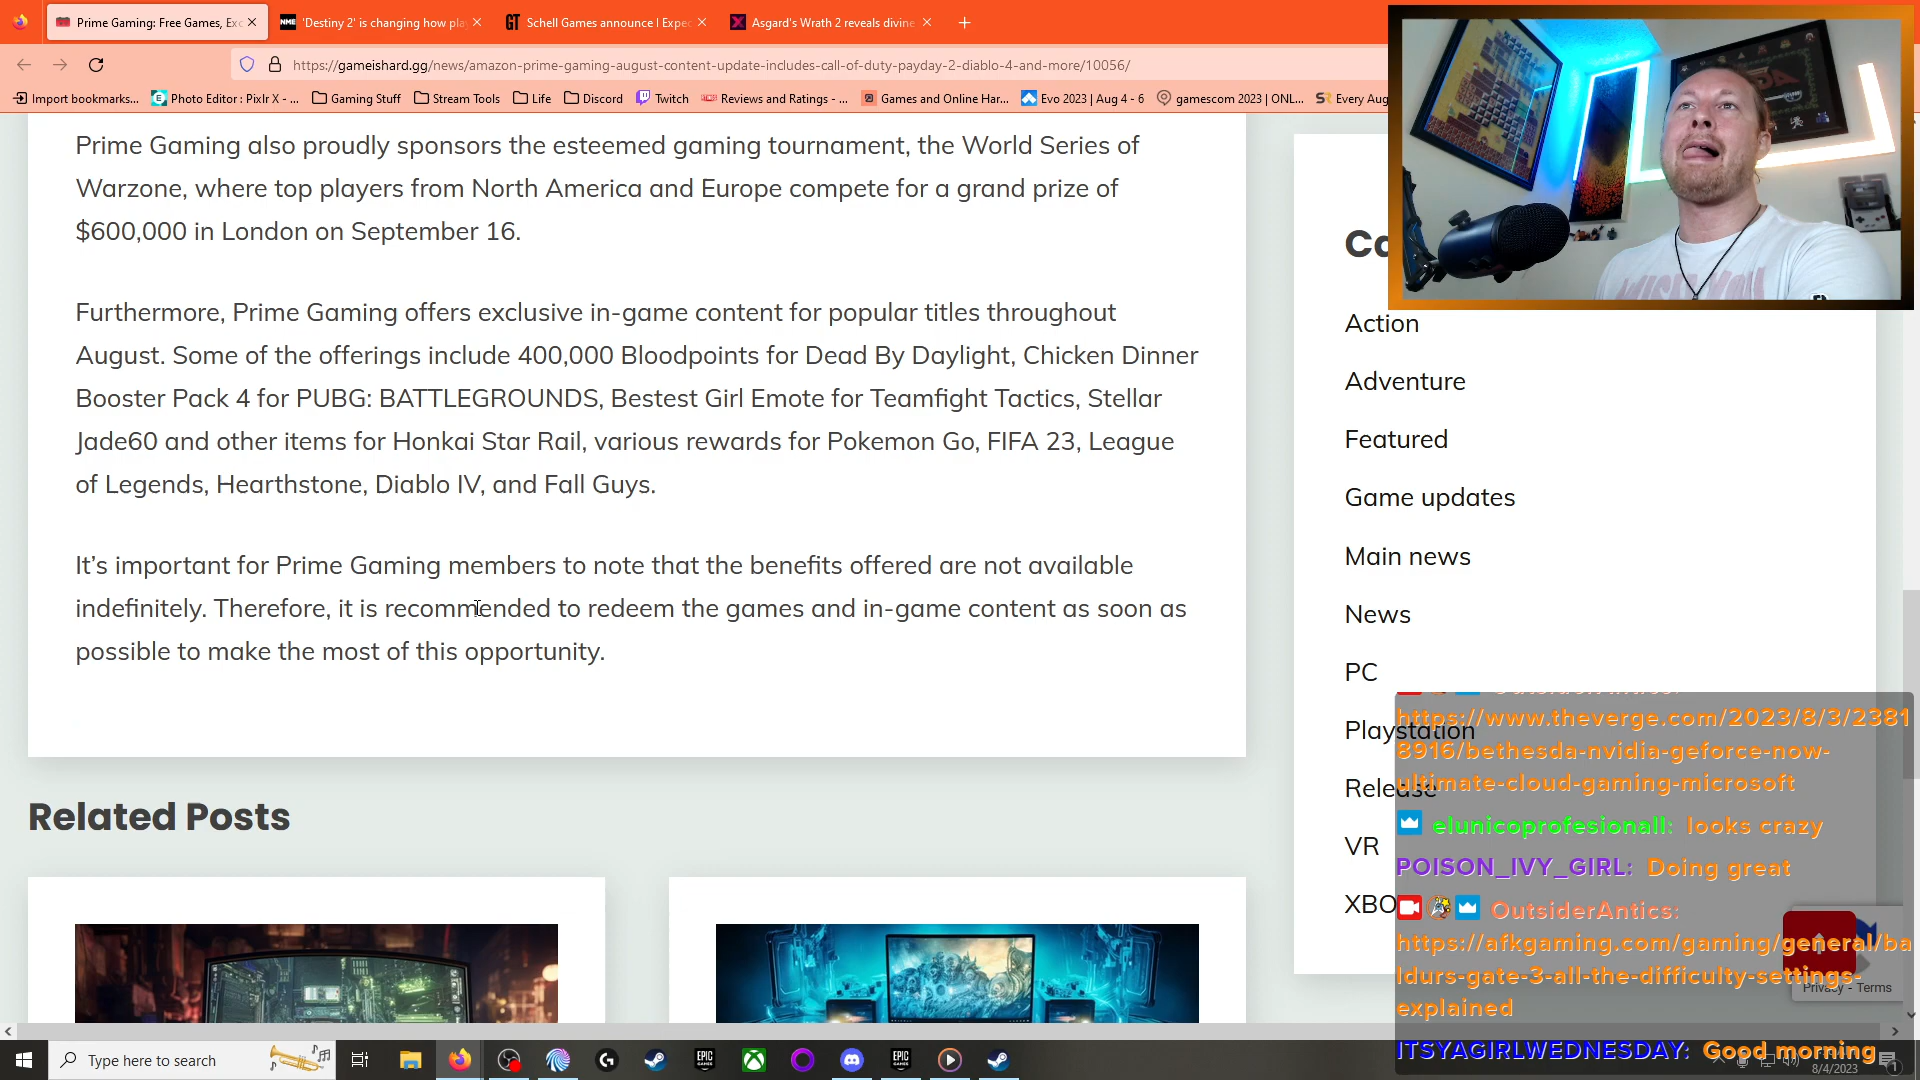 Prime Gaming: Free Games, Exc
'Destiny 2' is changing how play
Schell Games announce I Expec
Asgard's Wrath 2 reveals divine
https://gameishard.gg/news/amazon-prime-gaming-august-content-update-includes-call-of-duty-payday-2-diablo-4-and-more/10056/
Import bookmarks...
Photo Editor : Pixlr X - ...
Gaming Stuff
Stream Tools
Life
Discord
Twitch
Reviews and Ratings - ...
Games and Online Har...
Evo 2023 | Aug 4 - 6
gamescom 2023 | ONL...
Every Aug
Prime Gaming also proudly sponsors the esteemed gaming tournament, the World Series of
Warzone, where top players from North America and Europe compete for a grand prize of
$600,000 in London on September 16.
Furthermore, Prime Gaming offers exclusive in-game content for popular titles throughout
August. Some of the offerings include 400,000 Bloodpoints for Dead By Daylight, Chicken Dinner
Booster Pack 4 for PUBG: BATTLEGROUNDS, Bestest Girl Emote for Teamfight Tactics, Stellar
Jade60 and other items for Honkai Star Rail, various rewards for Pokemon Go, FIFA 23, League
of Legends, Hearthstone, Diablo IV, and Fall Guys.
It's important for Prime Gaming members to note that the benefits offered are not available
indefinitely. Therefore, it is recommended to redeem the games and in-game content as soon as
possible to make the most of this opportunity.
Related Posts
Action
Adventure
Featured
Game updates
Main news
News
PC
Playstation
Release
VR
XBO
https://www.theverge.com/2023/8/3/2381
8916/bethesda-nvidia-geforce-now-
ultimate-cloud-gaming-microsoft
elunicoprofesionall: looks crazy
POISON_IVY_GIRL: Doing great
OutsiderAntics:
https://afkgaming.com/gaming/general/ba
ldurs-gate-3-all-the-difficulty-settings-
explained
Privacy - Terms
ITSYAGIRLWEDNESDAY: Good morning
Type here to search
8/4/2023